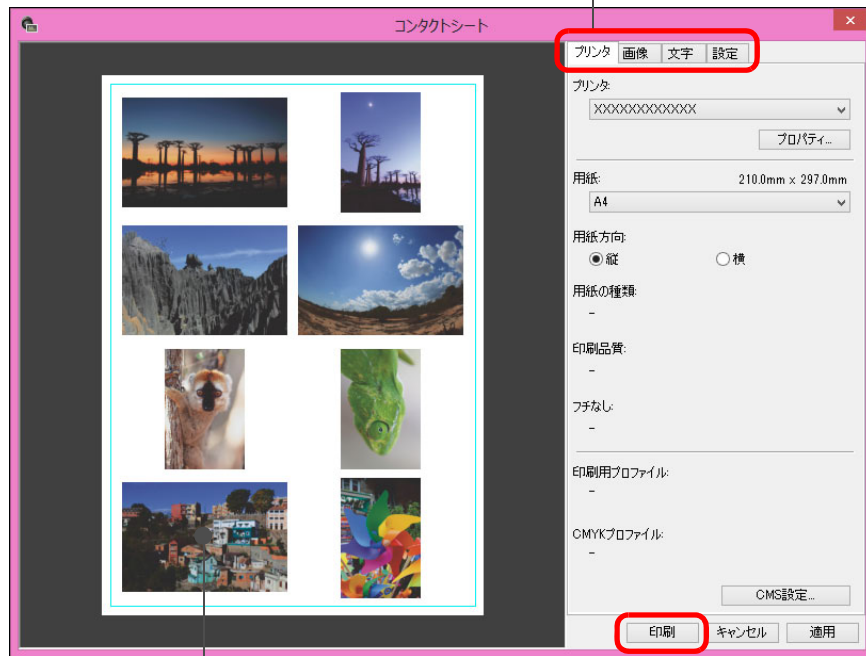 コンタクトシート
プリンタ 画像 文字 設定
プリンタ:
XXXXXXXXXXXXX
プロパティ...
用紙: 210.0mm × 297.0mm
A4
用紙方向:
縦 横
用紙の種類:
-
印刷品質:
-
フチなし:
-
印刷用プロファイル:
-
CMYKプロファイル:
-
CMS設定...
印刷 キャンセル 適用